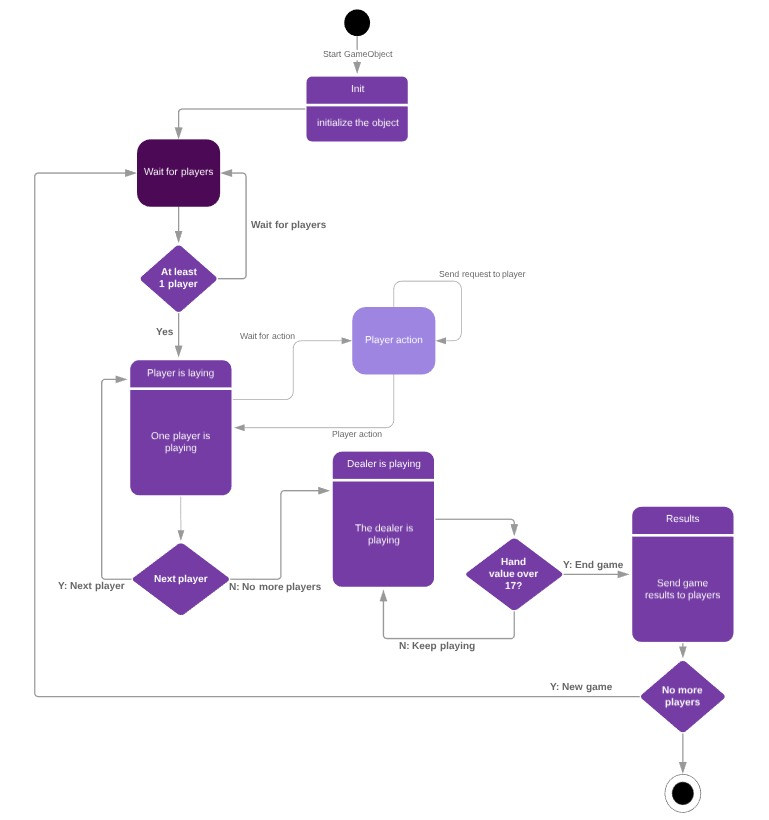 Start GameObject
Init
initialize the object
Wait for players
Wait for players
At least
1 player
Send request to player
Yes
Wait for action
Player action
Player is laying
One player is
playing
Player action
Dealer is playing
The dealer is
playing
Results
Send game
results to players
Hand
value over
17?
Y: End game
Next player
Y: Next player
N: No more players
N: Keep playing
Y: New game
No more
players